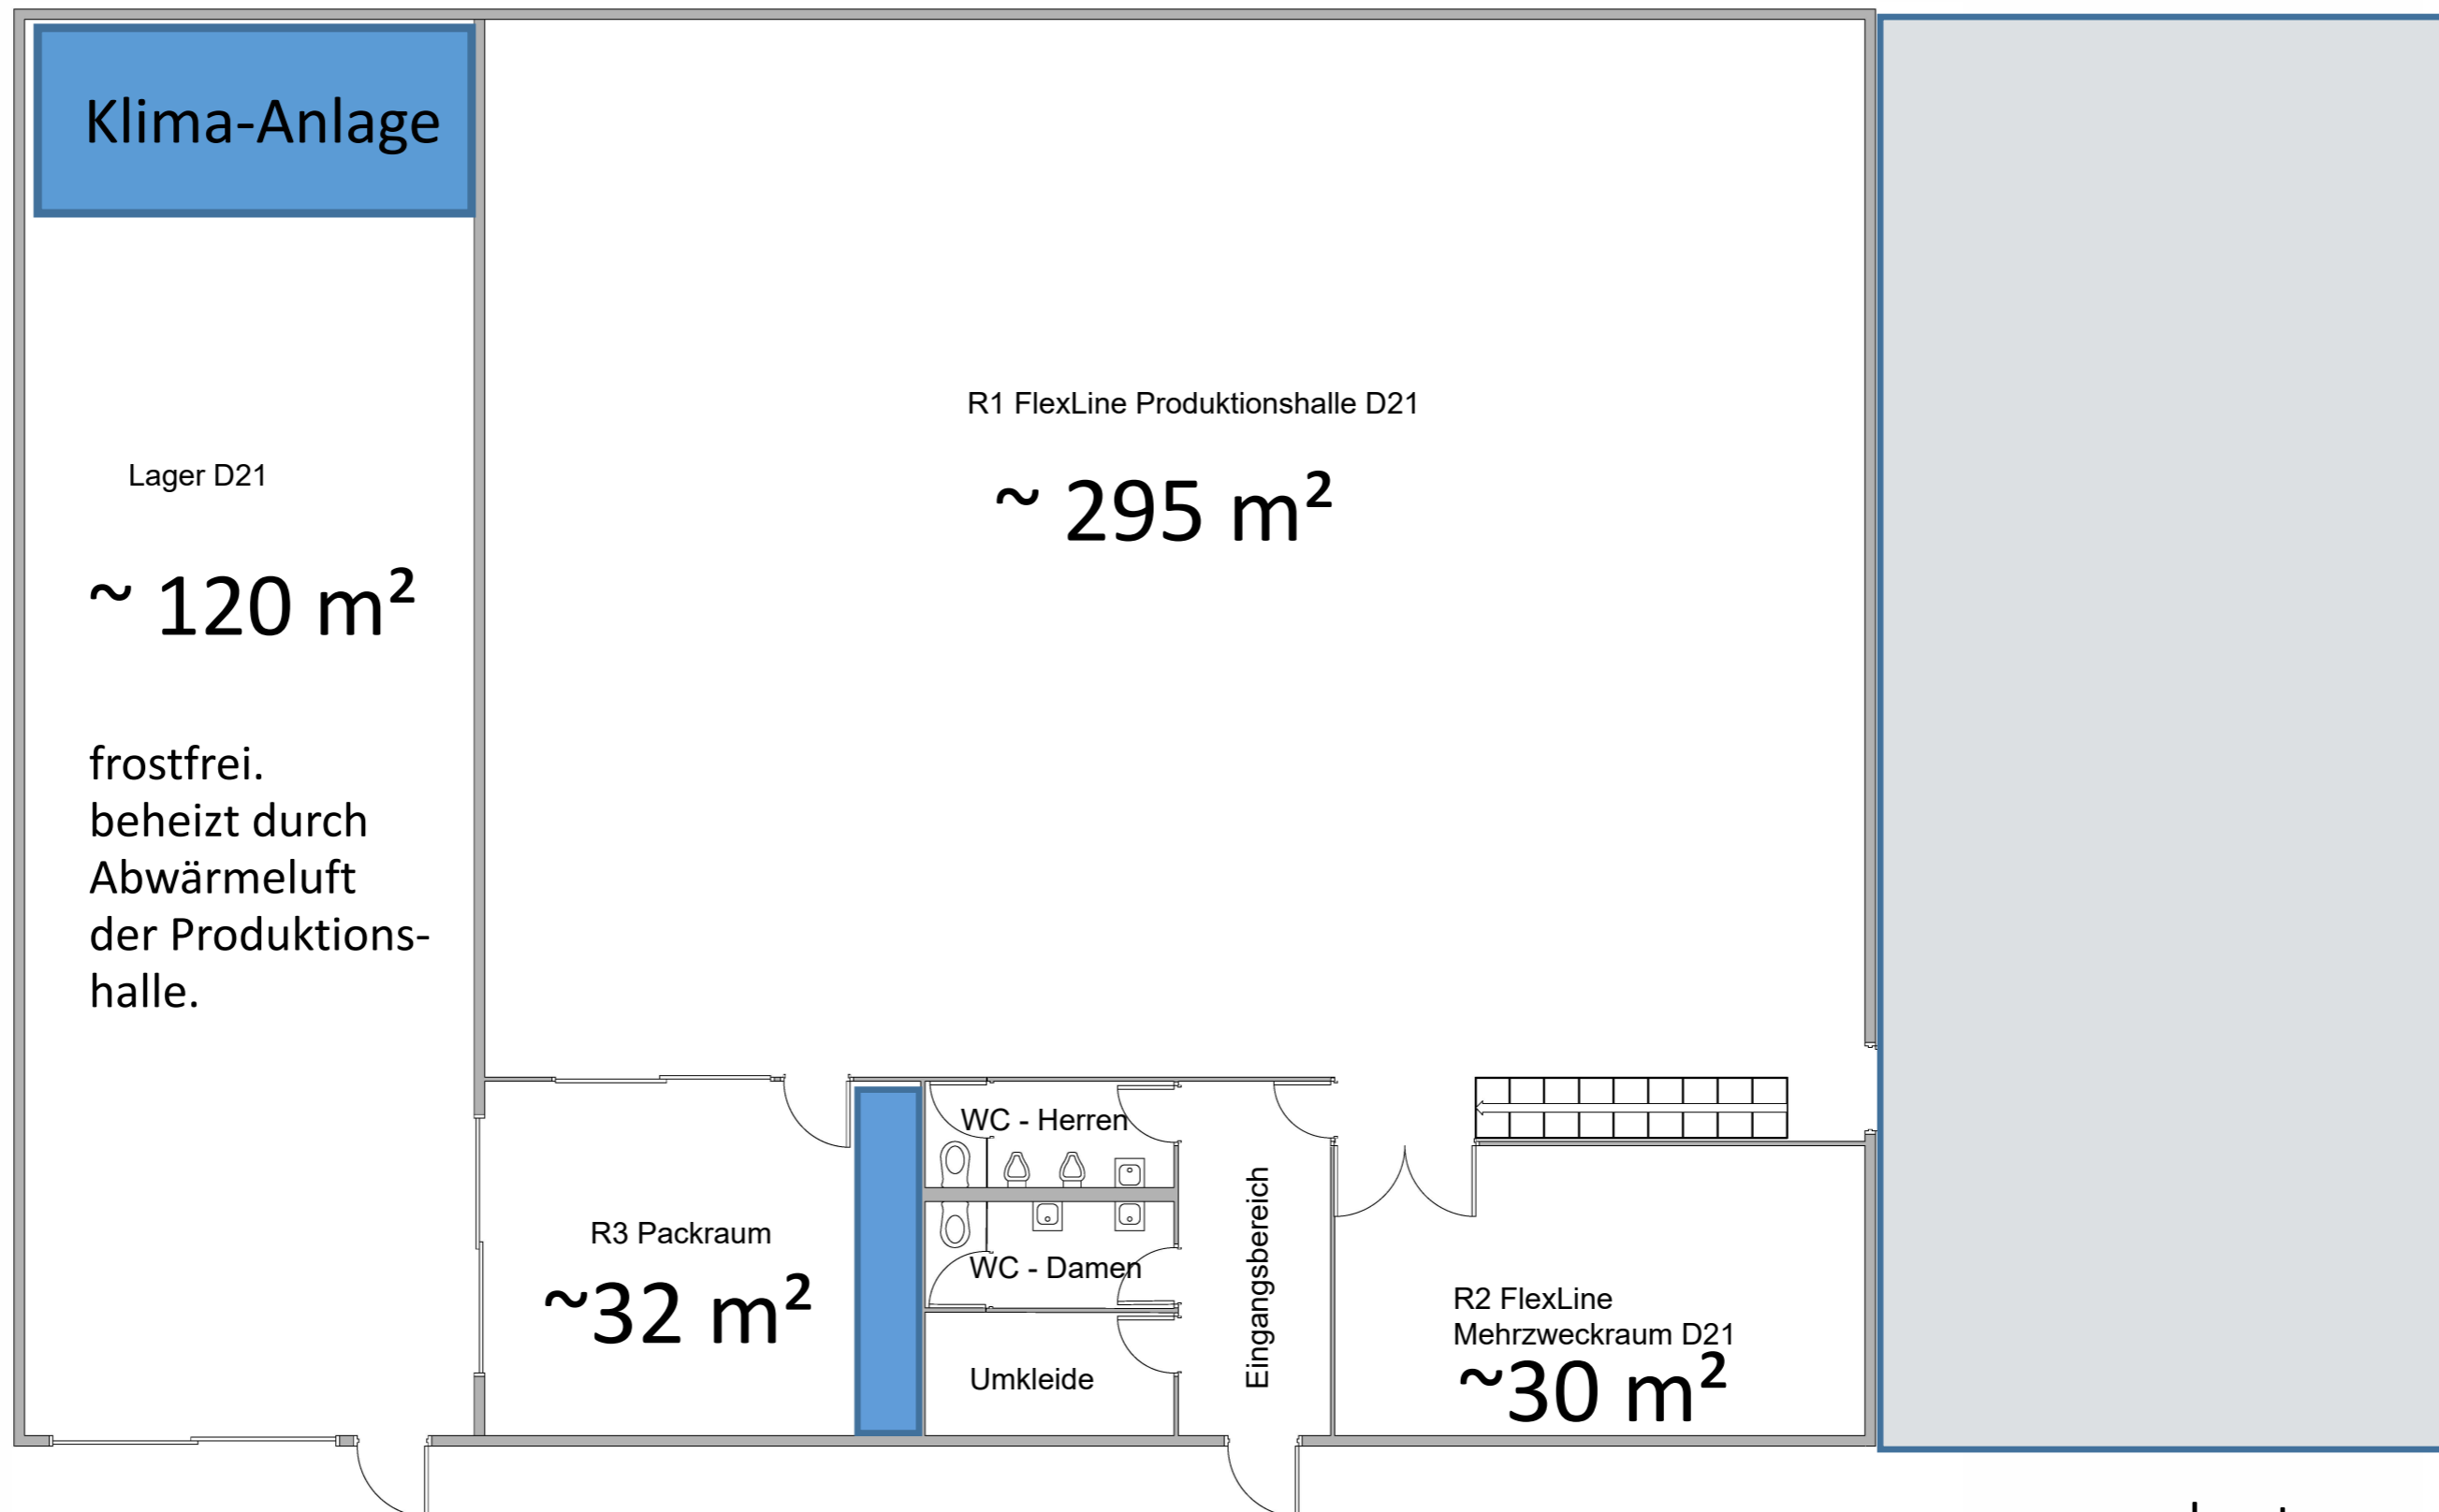 Klima-Anlage
R1 FlexLine Produktionshalle D21
~ 295 m²
Lager D21
~ 120 m²
frostfrei.
beheizt durch
Abwärmeluft
der Produktions-
halle.
WC - Herren
R3 Packraum
~32 m²
WC - Damen
Umkleide
Eingangsbereich
R2 FlexLine
Mehrzweckraum D21
~30 m²